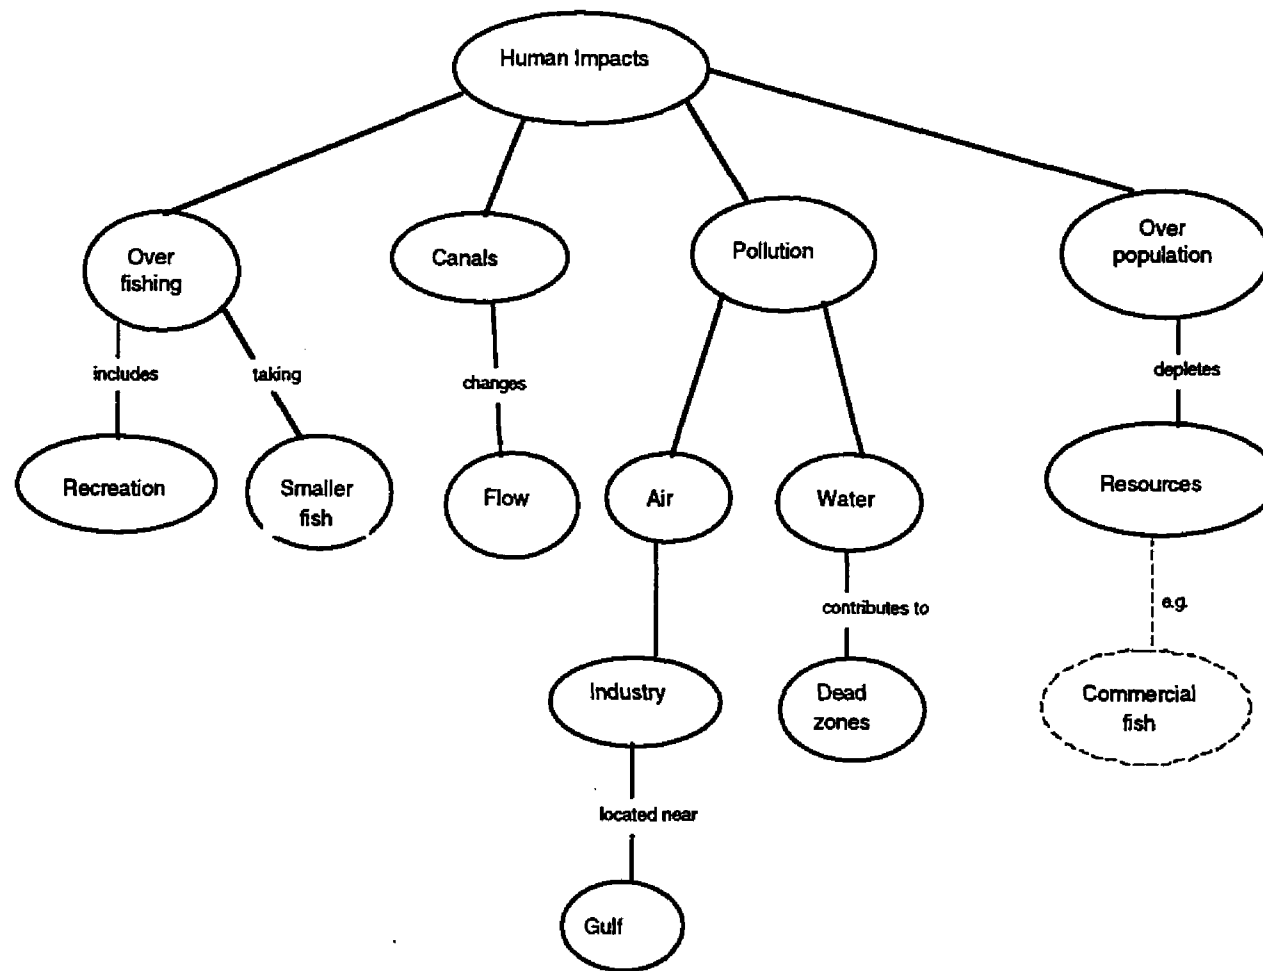 Human Impacts
Over
fishing
Canals
Pollution
Over
population
includes
taking
changes
depletes
Recreation
Smaller
fish
Flow
Air
Water
Resources
contributes to
e.g.
Industry
Dead
zones
Commercial
fish
located near
Gulf